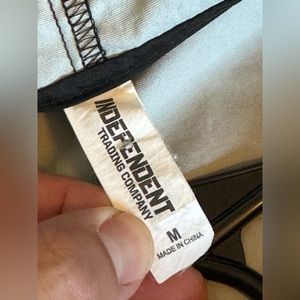 INDEPENDENT
TRADING COMPANY
M
MADE IN CHINA